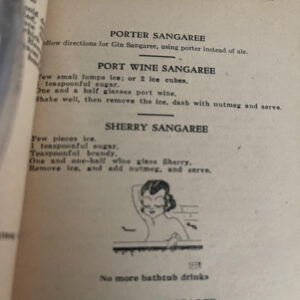 PORTER SANGAREE
follow directions for Gin Sangaree, using porter instead of ale.
PORT WINE SANGAREE
Few small lumps ice; or 2 ice cubes.
1 teaspoonful sugar.
One and a half glasses port wine.
Shake well, then remove the ice, dash with nutmeg and serve.
SHERRY SANGAREE
Few pieces ice.
1 teaspoonful sugar.
Teaspoonful brandy.
One and one-half wine glass Sherry.
Remove ice, and add nutmeg, and serve.
No more bathtub drinks